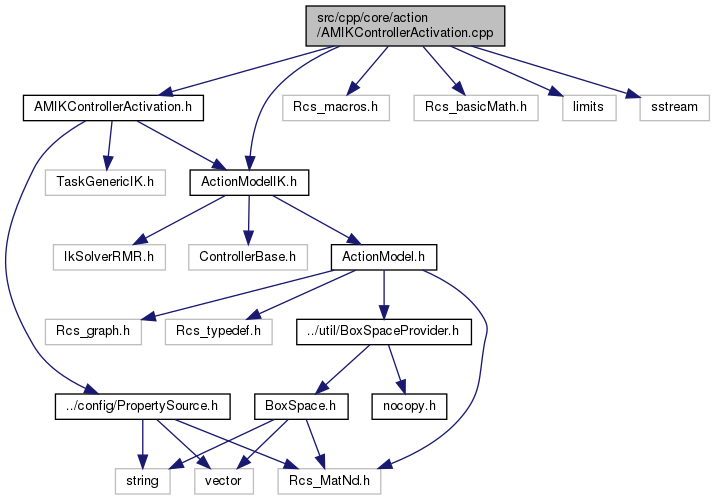 src/cpp/core/action
/AMIKControllerActivation.cpp
AMIKControllerActivation.h
Rcs_macros.h
Rcs_basicMath.h
limits
sstream
TaskGenericIK.h
ActionModelIK.h
IkSolverRMR.h
ControllerBase.h
ActionModel.h
Rcs_graph.h
Rcs_typedef.h
../util/BoxSpaceProvider.h
../config/PropertySource.h
BoxSpace.h
nocopy.h
string
vector
Rcs_MatNd.h